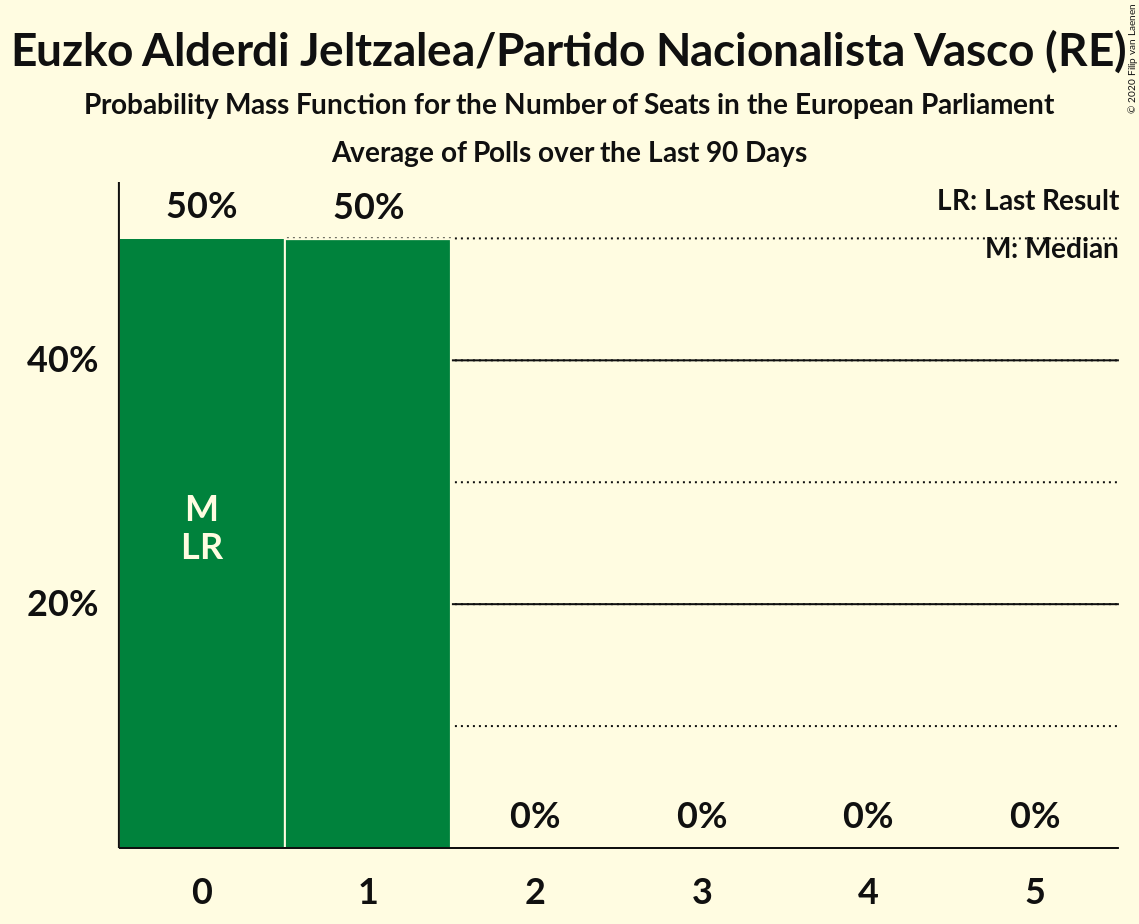 Euzko Alderdi Jeltzalea/Partido Nacionalista Vasco (RE)
© 2020 Filip van Laenen
Probability Mass Function for the Number of Seats in the European Parliament
Average of Polls over the Last 90 Days
50% 50%
LR: Last Result
M: Median
40%
M
LR
20%
0% 0% 0% 0%
0 1 2 3 4 5